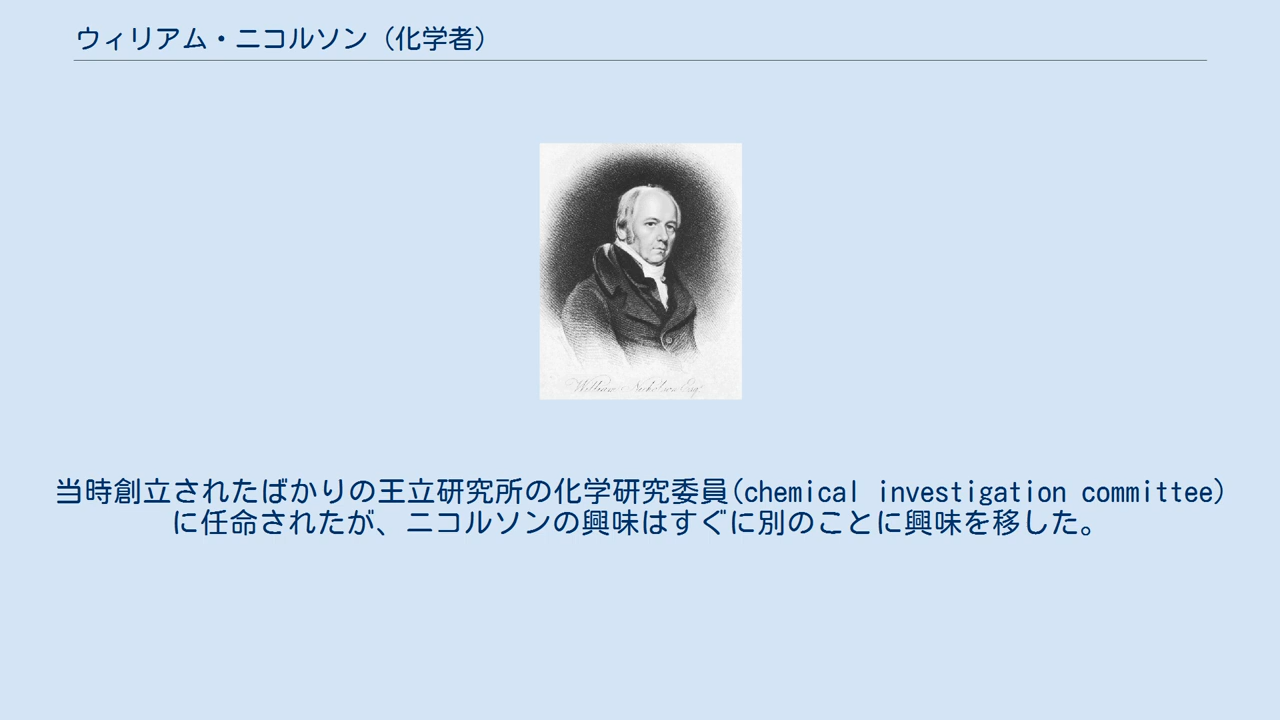 ウィリアム・ニコルソン（化学者）
William Nicholson Esqr
当時創立されたばかりの王立研究所の化学研究委員(chemical investigation committee)
に任命されたが、ニコルソンの興味はすぐに別のことに興味を移した。